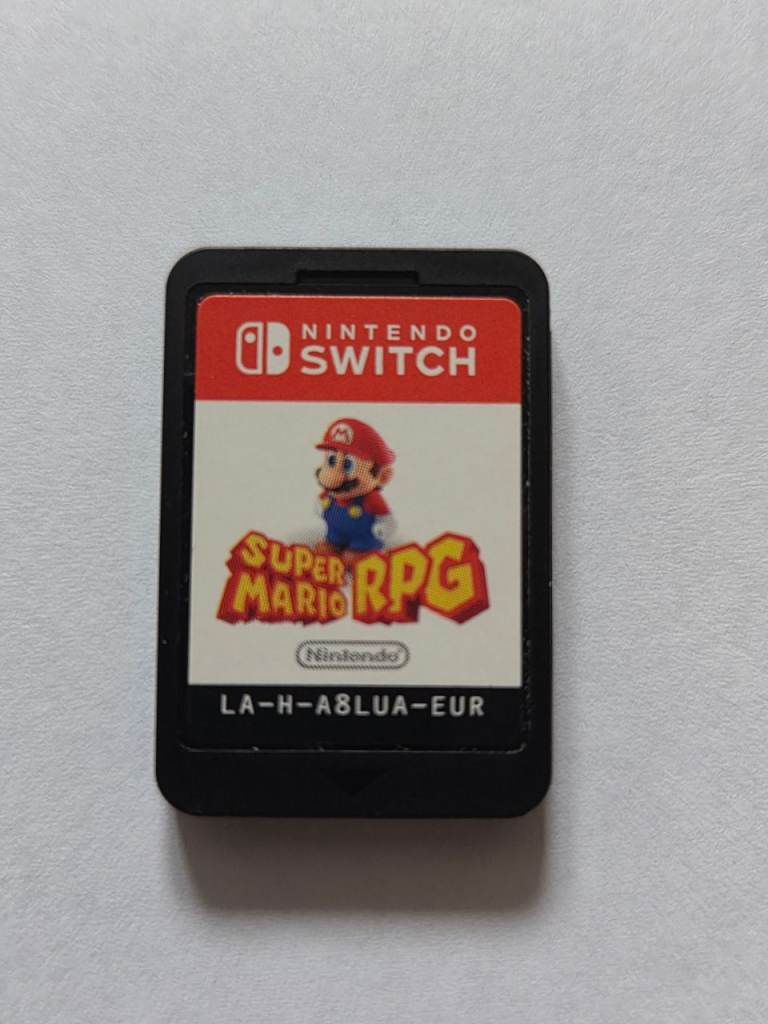 NINTENDO
SWITCH
M
SUPER
MARIO RPG
Nintendo
LA-H-A8LUA-EUR